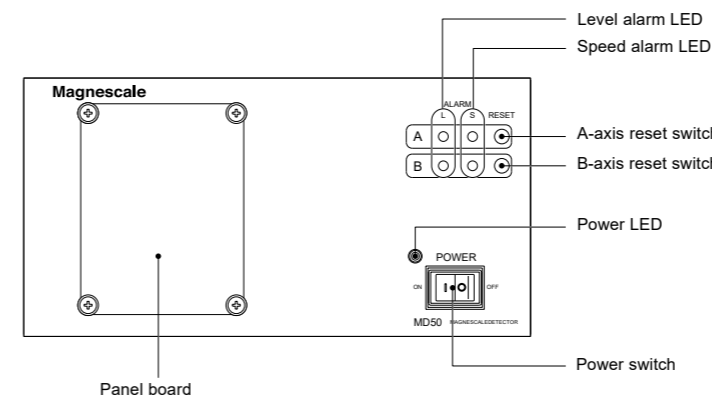 Level alarm LED
Speed alarm LED
Magnescale
ALARM
L S RESET
A
A-axis reset switch
B
B-axis reset switch
Power LED
POWER
ON I O OFF
MD50 MAGNESCALEDETECTOR
Power switch
Panel board